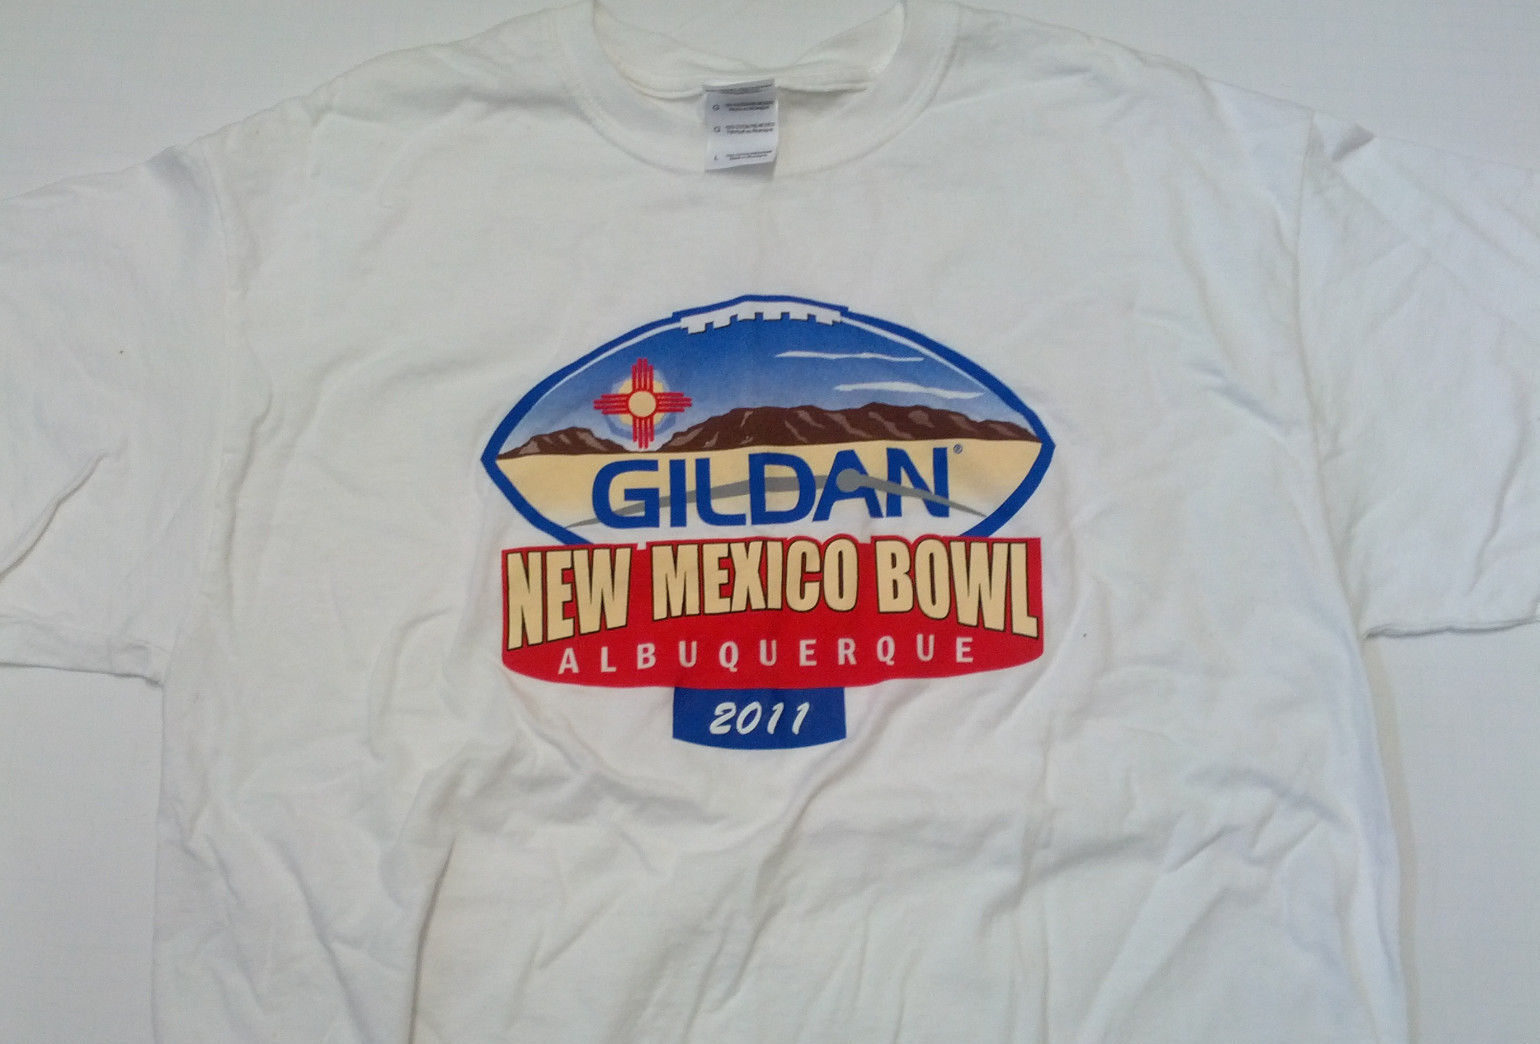 G
G
L
GILDAN®
NEW MEXICO BOWL
ALBUQUERQUE
2011